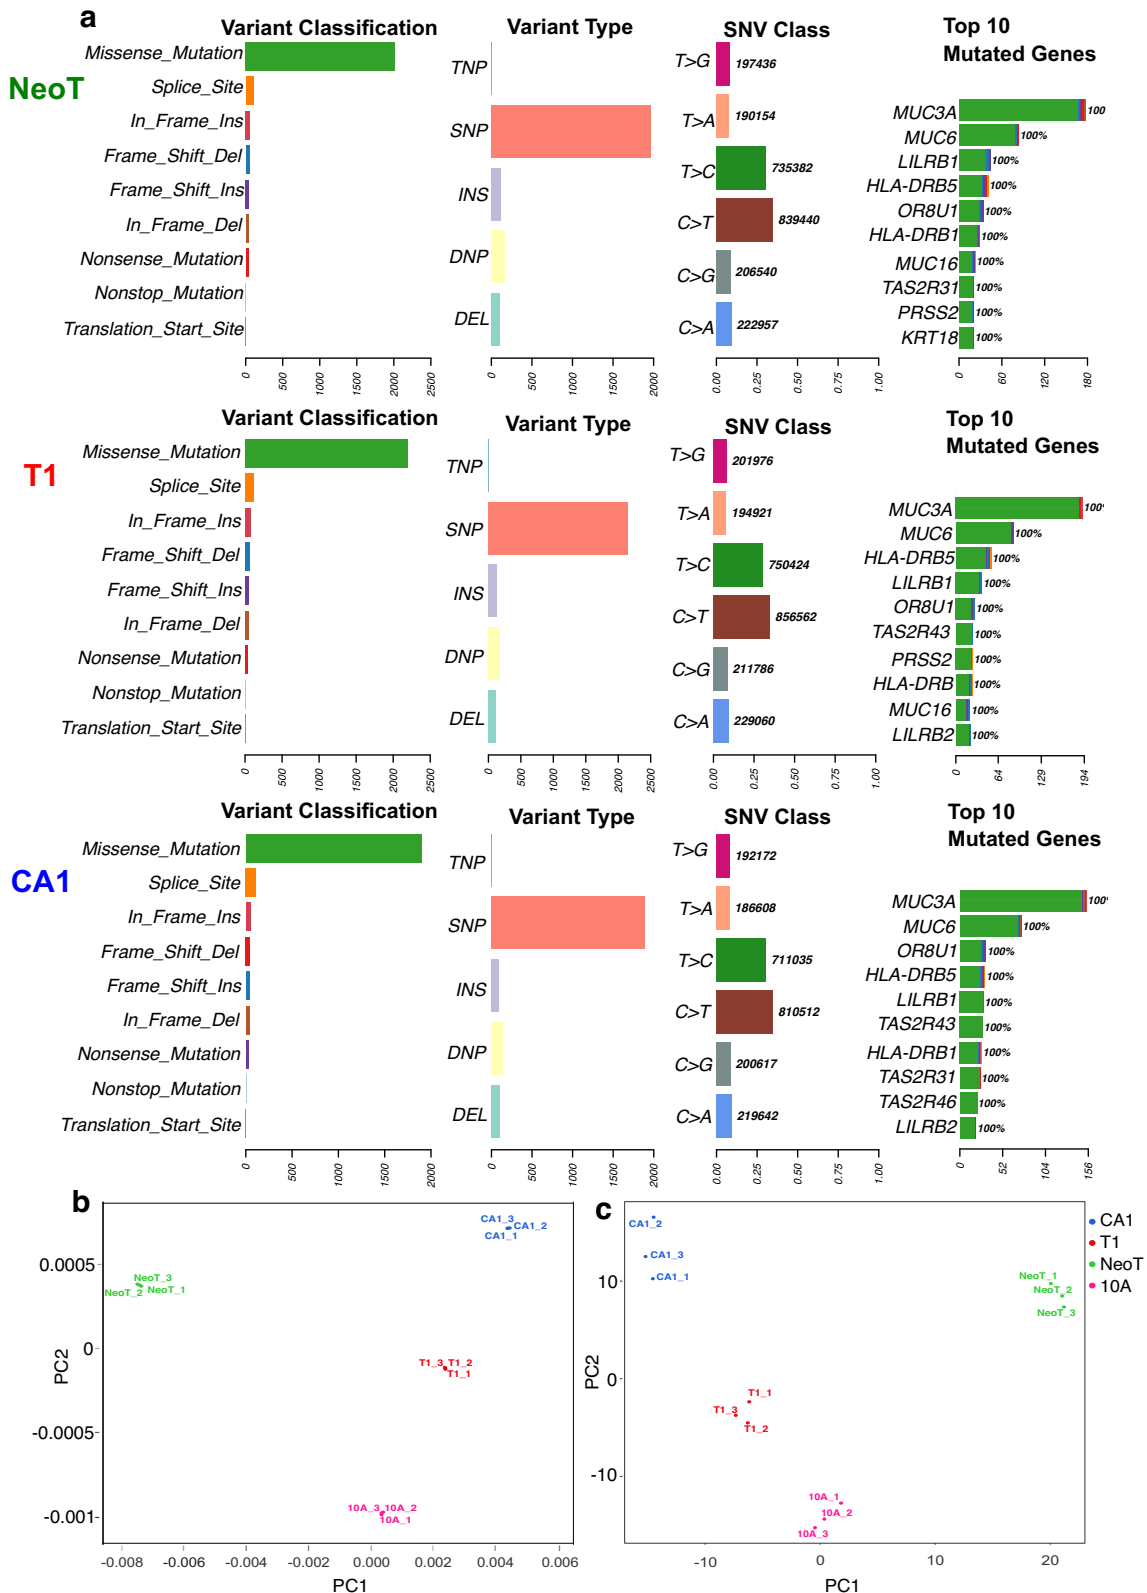 a
NeoT
Variant Classification
Missense_Mutation
Splice_Site
In_Frame_Ins
Frame_Shift_Del
Frame_Shift_Ins
In_Frame_Del
Nonsense_Mutation
Nonstop_Mutation
Translation_Start_Site
0 500 1000 1500 2000 2500
Variant Type
TNP
SNP
INS
DNP
DEL
0 500 1000 1500 2000
SNV Class
T>G 197436
T>A 190154
T>C 735382
C>T 839440
C>G 206540
C>A 222957
0.00 0.25 0.50 0.75 1.00
Top 10
Mutated Genes
MUC3A 100
MUC6 100%
LILRB1 100%
HLA-DRB5 100%
OR8U1 100%
HLA-DRB1 100%
MUC16 100%
TAS2R31 100%
PRSS2 100%
KRT18 100%
0 60 120 180
T1
Variant Classification
Missense_Mutation
Splice_Site
In_Frame_Ins
Frame_Shift_Del
Frame_Shift_Ins
In_Frame_Del
Nonsense_Mutation
Nonstop_Mutation
Translation_Start_Site
0 500 1000 1500 2000 2500
Variant Type
TNP
SNP
INS
DNP
DEL
0 500 1000 1500 2000 2500
SNV Class
T>G 201976
T>A 194921
T>C 750424
C>T 856562
C>G 211786
C>A 229060
0.00 0.25 0.50 0.75 1.00
Top 10
Mutated Genes
MUC3A 100
MUC6 100%
HLA-DRB5 100%
LILRB1 100%
OR8U1 100%
TAS2R43 100%
PRSS2 100%
HLA-DRB 100%
MUC16 100%
LILRB2 100%
0 64 129 194
CA1
Variant Classification
Missense_Mutation
Splice_Site
In_Frame_Ins
Frame_Shift_Del
Frame_Shift_Ins
In_Frame_Del
Nonsense_Mutation
Nonstop_Mutation
Translation_Start_Site
0 500 1000 1500 2000
Variant Type
TNP
SNP
INS
DNP
DEL
0 500 1000 1500 2000
SNV Class
T>G 192172
T>A 186608
T>C 711035
C>T 810512
C>G 200617
C>A 219642
0.00 0.25 0.50 0.75 1.00
Top 10
Mutated Genes
MUC3A 100
MUC6 100%
OR8U1 100%
HLA-DRB5 100%
LILRB1 100%
TAS2R43 100%
HLA-DRB1 100%
TAS2R31 100%
TAS2R46 100%
LILRB2 100%
0 52 104 156
b
CA1_3
CA1_2
CA1_1
0.0005
NeoT_3
NeoT_2 NeoT_1
0
T1_3 T1_2
T1_1
PC2
-0.0005
10A_3 10A_2
10A_1
-0.001
-0.008 -0.006 -0.004 0.002 0.000 0.002 0.004 0.006
PC1
c
CA1_2
CA1_3
CA1_1
10
NeoT_1
NeoT_2
NeoT_3
CA1
T1
NeoT
10A
PC2
0
T1_1
T1_3
T1_2
-10
10A_1
10A_2
10A_3
-10 0 10 20
PC1